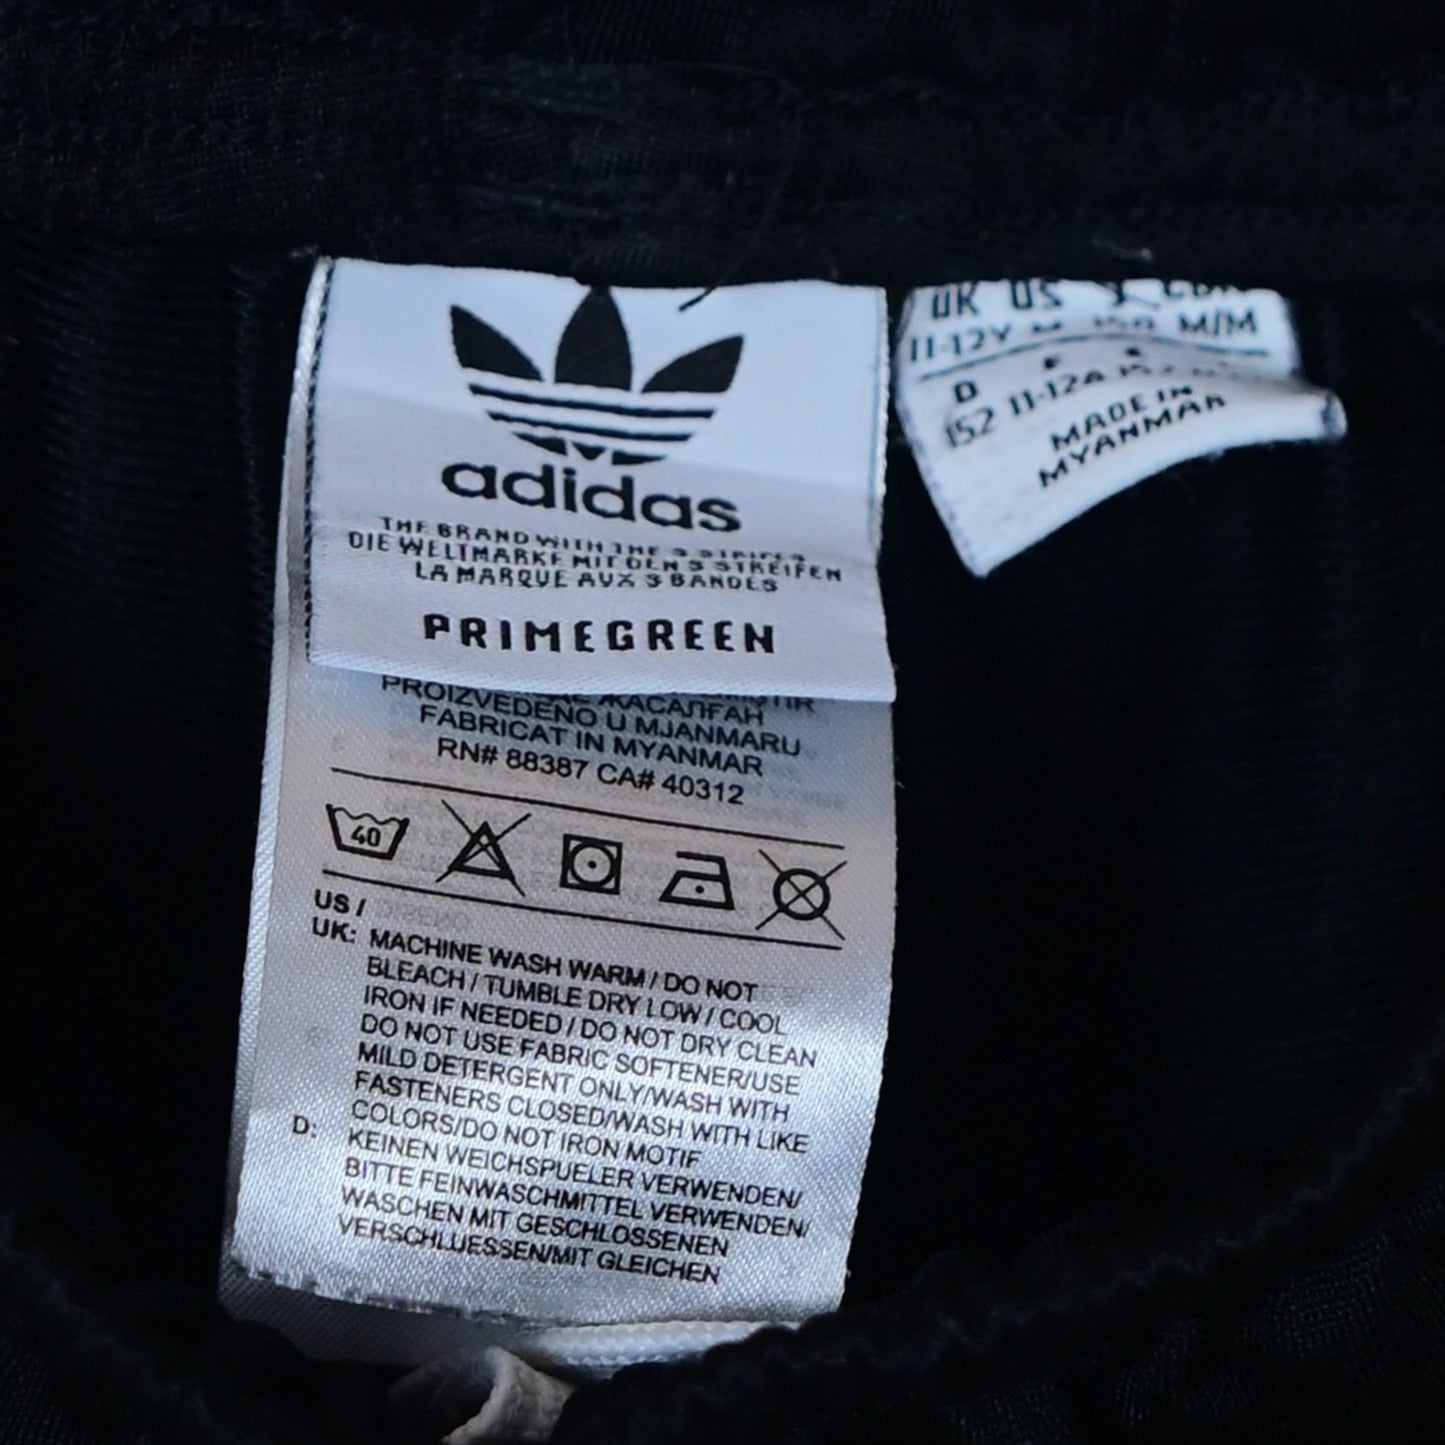 adidas
THE BRAND WITH THE 3 STRIPES
DIE WELTMARKE MIT DEN 3 STREIFEN
LA MARQUE AUX 3 BANDES
PRIMEGREEN
ЖАСАЛҒАН
PROIZVEDENO U MJANMARU
FABRICAT IN MYANMAR
RN# 88387 CA# 40312
40
US /
UK: MACHINE WASH WARM / DO NOT
BLEACH / TUMBLE DRY LOW / COOL
IRON IF NEEDED / DO NOT DRY CLEAN
DO NOT USE FABRIC SOFTENER/USE
MILD DETERGENT ONLY/WASH WITH
FASTENERS CLOSED/WASH WITH LIKE
COLORS/DO NOT IRON MOTIF
D: KEINEN WEICHSPUELER VERWENDEN/
BITTE FEINWASCHMITTEL VERWENDEN/
WASCHEN MIT GESCHLOSSENEN
VERSCHLUESSEN/MIT GLEICHEN
UK US J
11-12Y M 150 M/M
D F
152 11-12A 152
MADE IN
MYANMAR